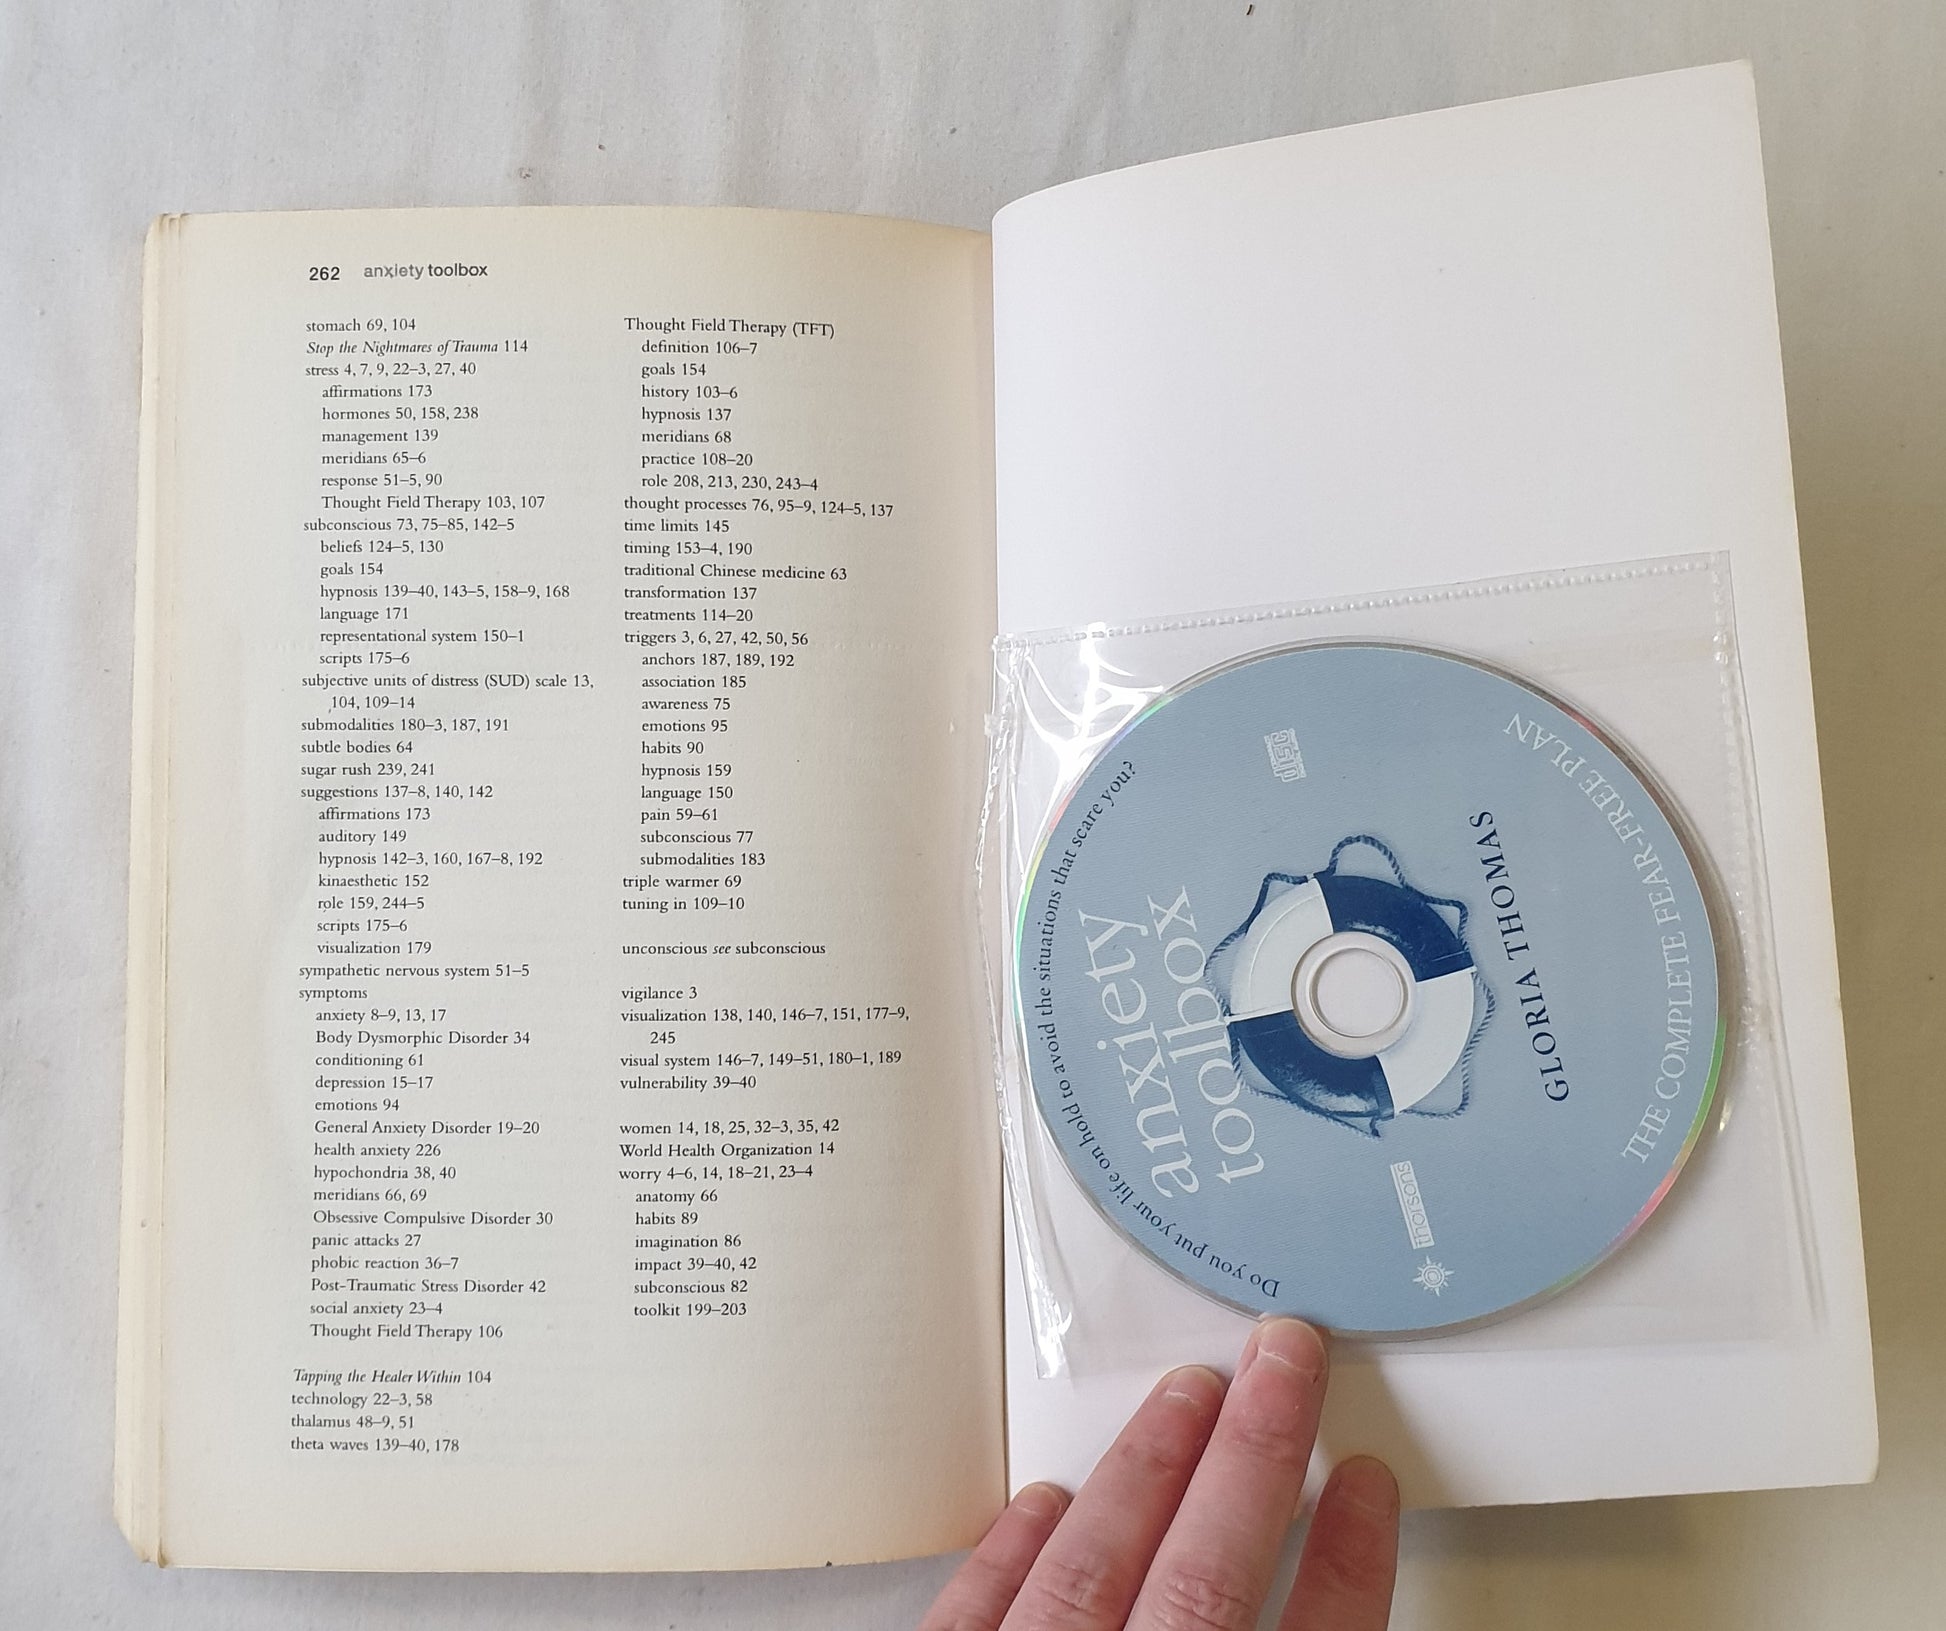 262 anxiety toolbox
stomach 69, 104
Stop the Nightmares of Trauma 114
stress 4, 7, 9, 22–3, 27, 40
affirmations 173
hormones 50, 158, 238
management 139
meridians 65–6
response 51–5, 90
Thought Field Therapy 103, 107
subconscious 73, 75–85, 142–5
beliefs 124–5, 130
goals 154
hypnosis 139–40, 143–5, 158–9, 168
language 171
representational system 150–1
scripts 175–6
subjective units of distress (SUD) scale 13,
104, 109–14
submodalities 180–3, 187, 191
subtle bodies 64
sugar rush 239, 241
suggestions 137–8, 140, 142
affirmations 173
auditory 149
hypnosis 142–3, 160, 167–8, 192
kinaesthetic 152
role 159, 244–5
scripts 175–6
visualization 179
sympathetic nervous system 51–5
symptoms
anxiety 8–9, 13, 17
Body Dysmorphic Disorder 34
conditioning 61
depression 15–17
emotions 94
General Anxiety Disorder 19–20
health anxiety 226
hypochondria 38, 40
meridians 66, 69
Obsessive Compulsive Disorder 30
panic attacks 27
phobic reaction 36–7
Post-Traumatic Stress Disorder 42
social anxiety 23–4
Thought Field Therapy 106
Tapping the Healer Within 104
technology 22–3, 58
thalamus 48–9, 51
theta waves 139–40, 178
Thought Field Therapy (TFT)
definition 106–7
goals 154
history 103–6
hypnosis 137
meridians 68
practice 108–20
role 208, 213, 230, 243–4
thought processes 76, 95–9, 124–5, 137
time limits 145
timing 153–4, 190
traditional Chinese medicine 63
transformation 137
treatments 114–20
triggers 3, 6, 27, 42, 50, 56
anchors 187, 189, 192
association 185
awareness 75
emotions 95
habits 90
hypnosis 159
language 150
pain 59–61
subconscious 77
submodalities 183
triple warmer 69
tuning in 109–10
unconscious see subconscious
vigilance 3
visualization 138, 140, 146–7, 151, 177–9,
245
visual system 146–7, 149–51, 180–1, 189
vulnerability 39–40
women 14, 18, 25, 32–3, 35, 42
World Health Organization 14
worry 4–6, 14, 18–21, 23–4
anatomy 66
habits 89
imagination 86
impact 39–40, 42
subconscious 82
toolkit 199–203
Do you put your life on hold to avoid the situations that scare you?
anxiety
toolbox
disc
GLORIA THOMAS
THE COMPLETE FEAR-FREE PLAN
thorsons